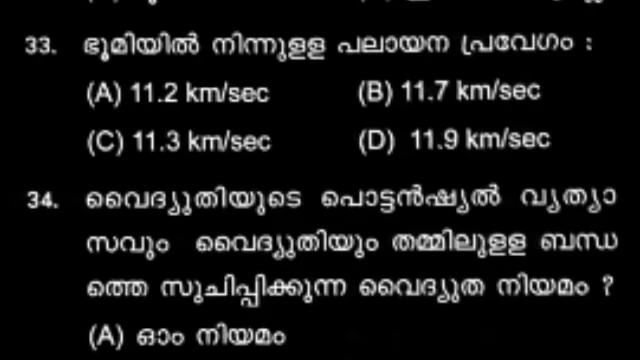 33. ഭൂമിയിൽ നിന്നുള്ള പലായന പ്രവേഗം :
(A) 11.2 km/sec (B) 11.7 km/sec
(C) 11.3 km/sec (D) 11.9 km/sec
34. വൈദ്യുതിയുടെ പൊട്ടൻഷ്യൽ വ്യത്യാ
സവും വൈദ്യുതിയും തമ്മിലുള്ള ബന്ധ
ത്തെ സൂചിപ്പിക്കുന്ന വൈദ്യുത നിയമം ?
(A) ഓം നിയമം